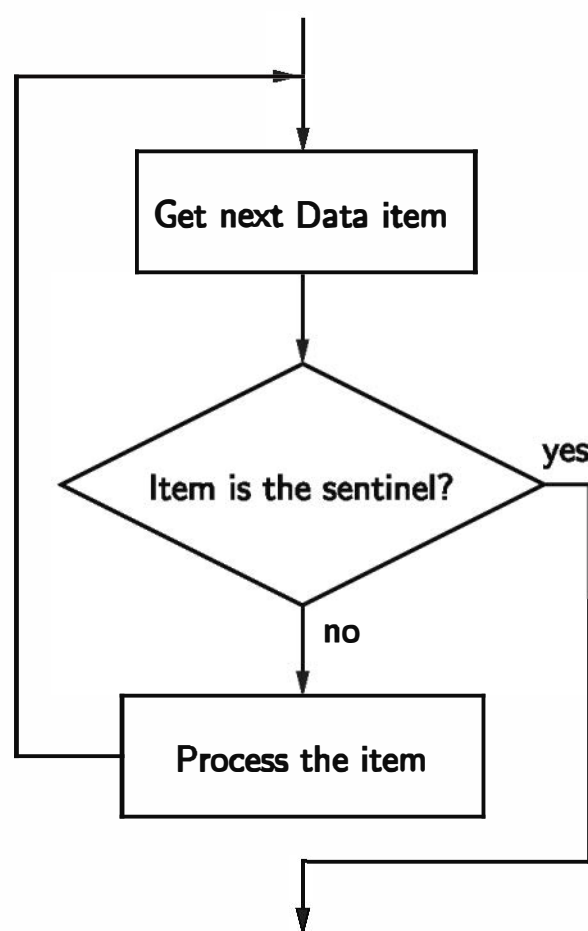 Get next Data item
Item is the sentinel?
yes
no
Process the item